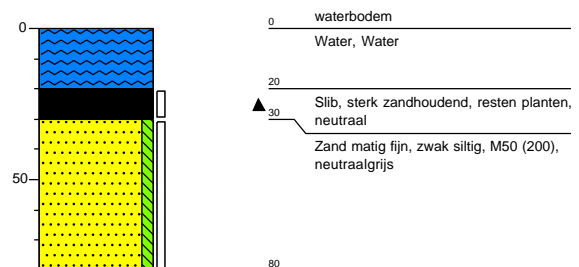 0
waterbodem
0
Water, Water
20
Slib, sterk zandhoudend, resten planten,
neutraal
30
Zand matig fijn, zwak siltig, M50 (200),
neutraalgrijs
50
80